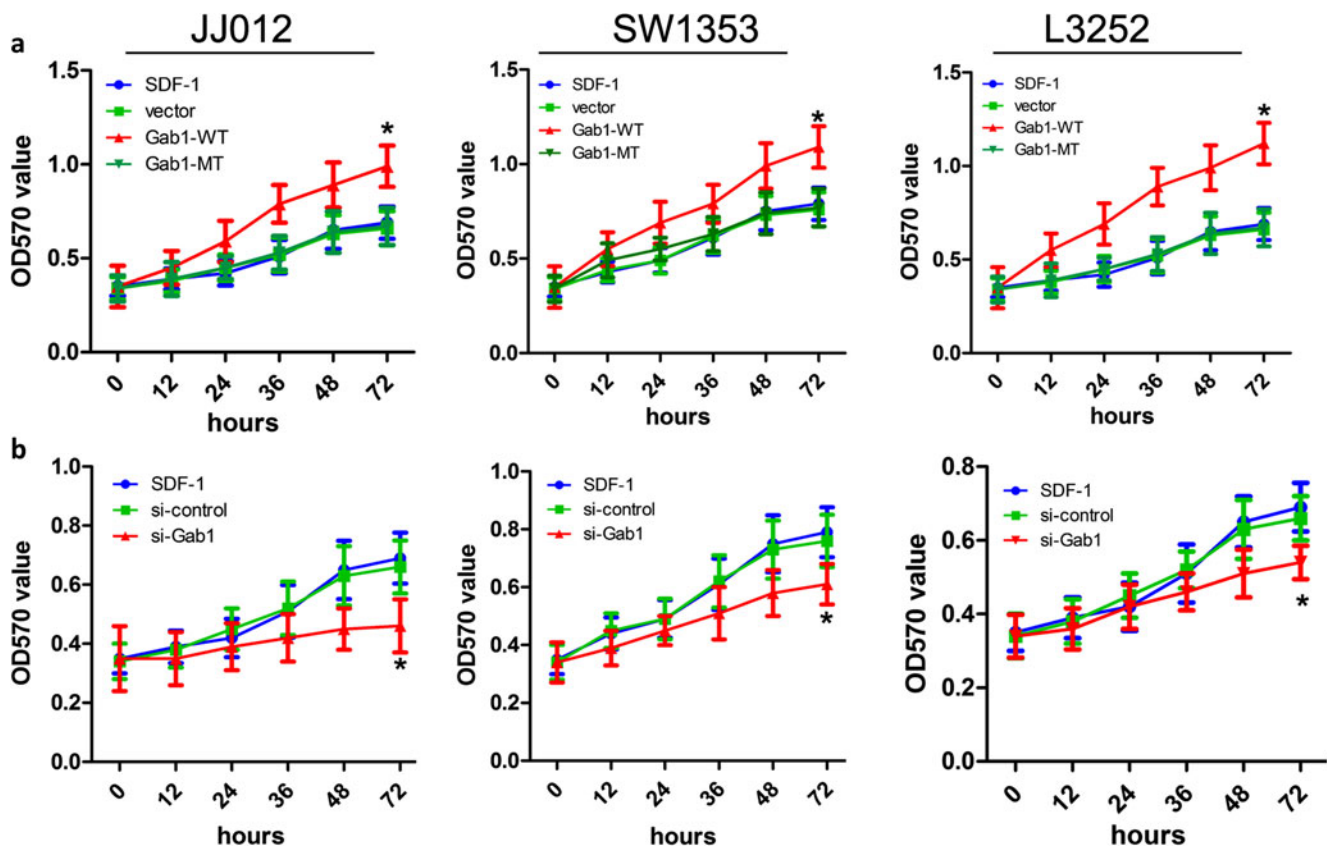 JJ012
SW1353
L3252
a
1.5
1.0
0.5
0.0
OD570 value
SDF-1
vector
Gab1-WT
Gab1-MT
*
0
12
24
36
48
72
hours
1.5
1.0
0.5
0.0
OD570 value
SDF-1
vector
Gab1-WT
Gab1-MT
*
0
12
24
36
48
72
hours
1.5
1.0
0.5
0.0
OD570 value
SDF-1
vector
Gab1-WT
Gab1-MT
*
0
12
24
36
48
72
hours
b
1.0
0.8
0.6
0.4
0.2
0.0
OD570 value
SDF-1
si-control
si-Gab1
*
0
12
24
36
48
72
hours
1.0
0.8
0.6
0.4
0.2
0.0
OD570 value
SDF-1
si-control
si-Gab1
*
0
12
24
36
48
72
hours
0.8
0.6
0.4
0.2
0.0
OD570 value
SDF-1
si-control
si-Gab1
*
0
12
24
36
48
72
hours